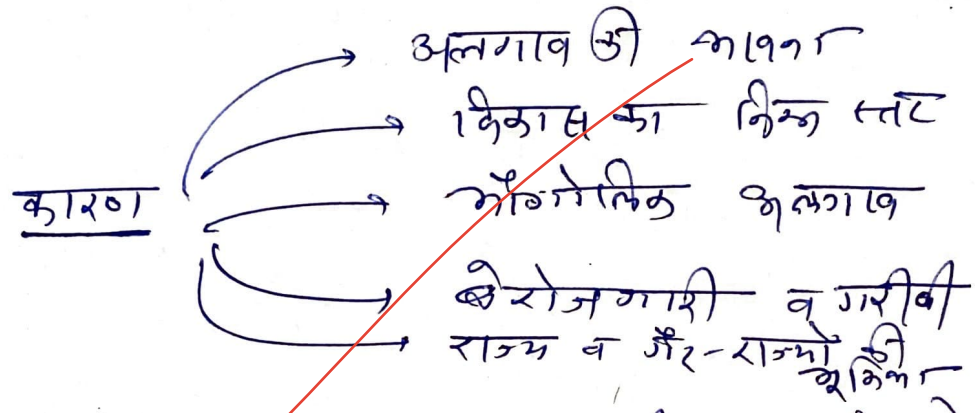 अलगाव की भावना
विकास का निम्न स्तर
कारण
भौगोलिक अलगाव
बेरोजगारी व गरीबी
राज्य व गैर-राज्यों की
भूमिका